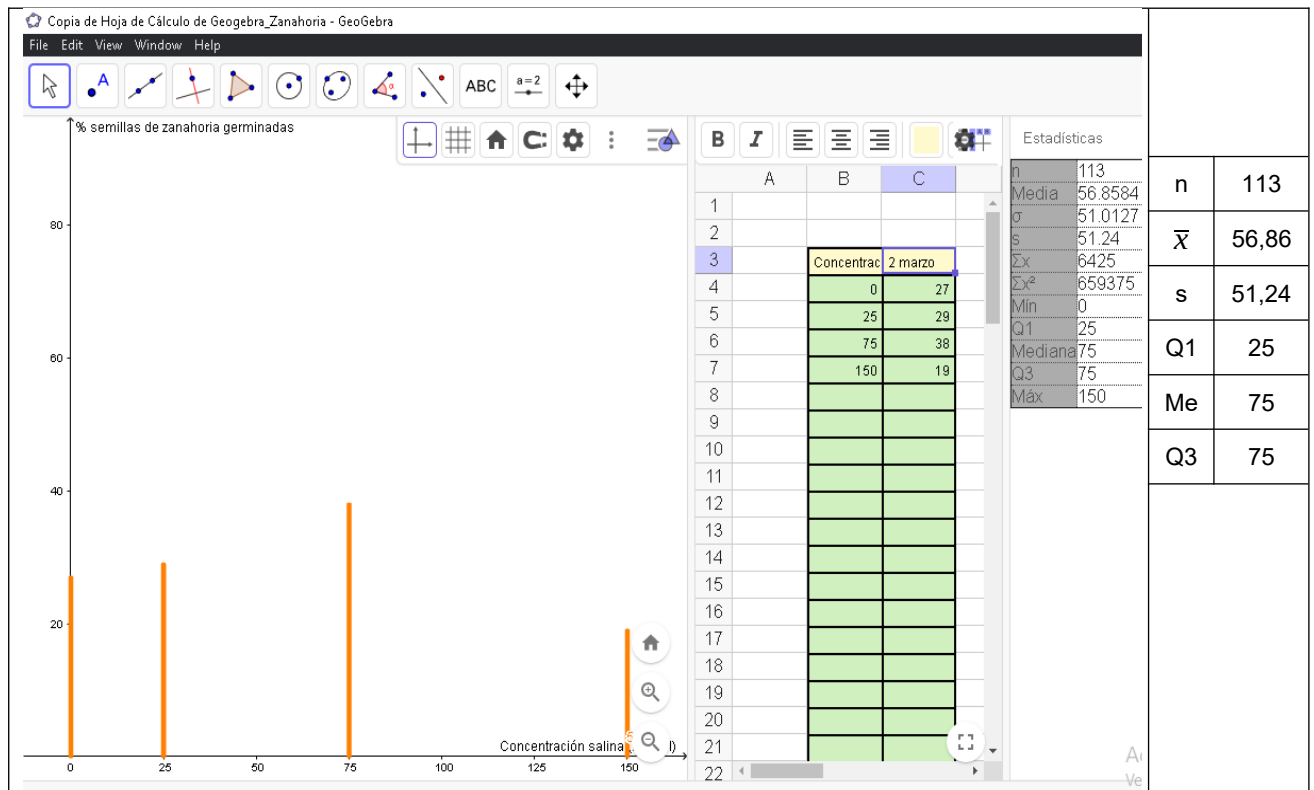 Copia de Hoja de Cálculo de Geogebra_Zanahoria - GeoGebra
File Edit View Window Help
A
α
ABC
a=2
% semillas de zanahoria germinadas
80
60
40
20
Concentración salina
0 25 50 75 100 125 150
B I
A B C
1
2
3 Concentrac 2 marzo
4 0 27
5 25 29
6 75 38
7 150 19
8
9
10
11
12
13
14
15
16
17
18
19
20
21
22
Estadísticas
n 113
Media 56.8584
σ 51.0127
s 51.24
Σx 6425
Σx² 659375
Mín 0
Q1 25
Mediana 75
Q3 75
Máx 150
n 113
x̅ 56,86
s 51,24
Q1 25
Me 75
Q3 75